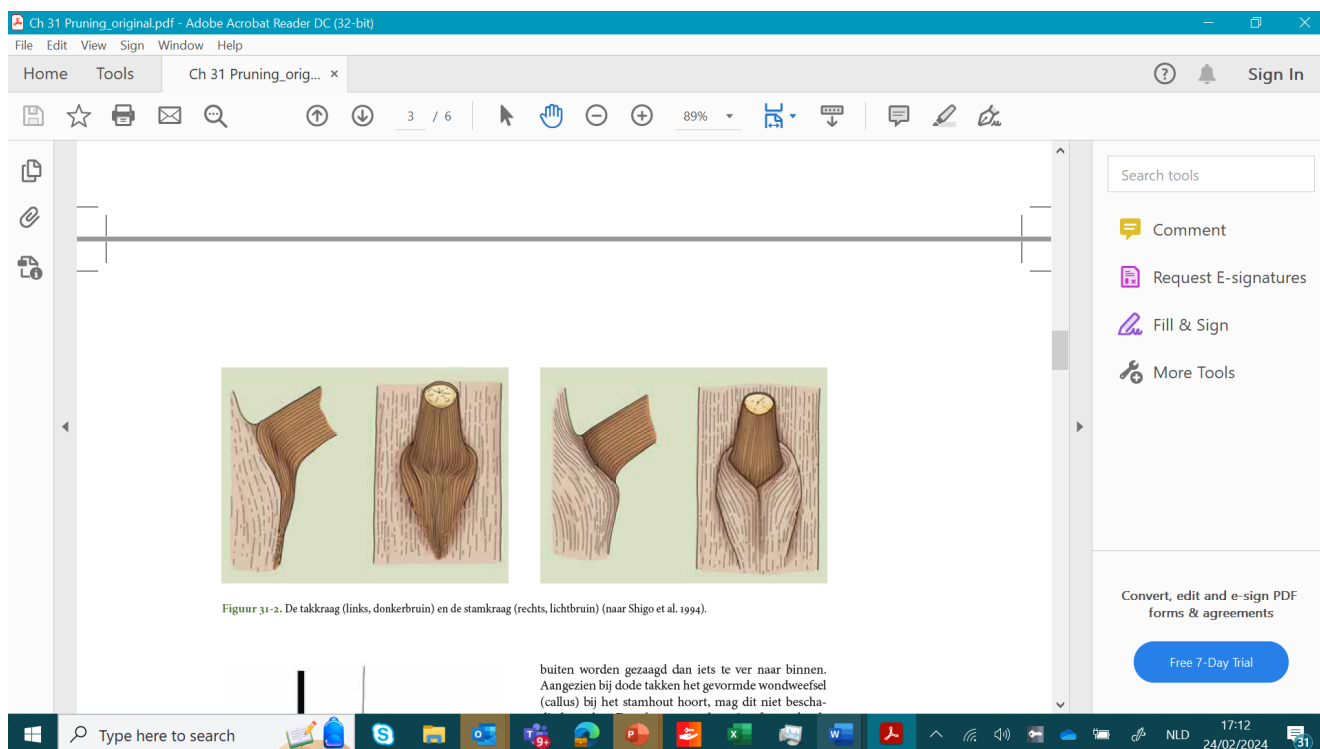 Ch 31 Pruning_original.pdf - Adobe Acrobat Reader DC (32-bit)
File Edit View Sign Window Help
Home Tools Ch 31 Pruning_orig... × Sign In
3 / 6 89%
Search tools
Comment
Request E-signatures
Fill & Sign
More Tools
Figuur 31-2. De takkraag (links, donkerbruin) en de stamkraag (rechts, lichtbruin) (naar Shigo et al. 1994).
buiten worden gezaagd dan iets te ver naar binnen.
Aangezien bij dode takken het gevormde wondweefsel
(callus) bij het stamhout hoort, mag dit niet bescha-
Convert, edit and e-sign PDF
forms & agreements
Free 7-Day Trial
Type here to search
NLD
17:12
24/02/2024
31